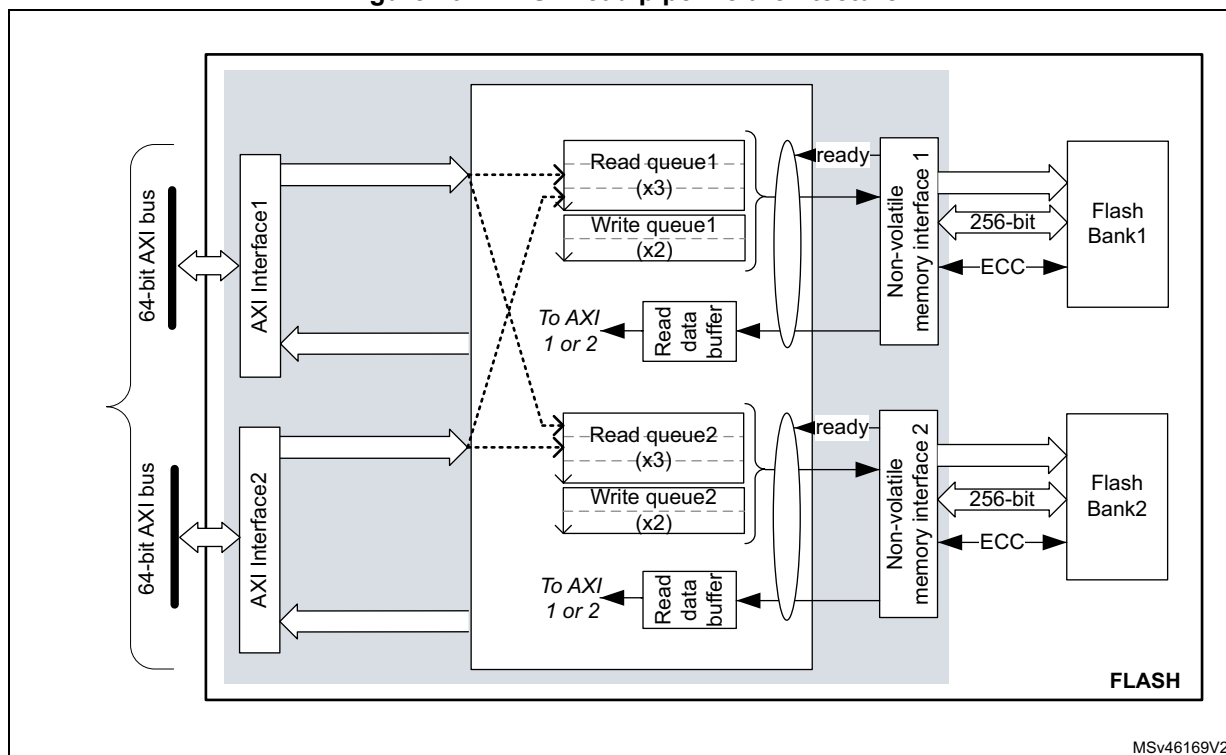 64-bit AXI bus
AXI Interface1
Read queue1
(x3)
Write queue1
(x2)
ready
To AXI
1 or 2
Read
data
buffer
Non-volatile
memory interface 1
256-bit
ECC
Flash
Bank1
64-bit AXI bus
AXI Interface2
Read queue2
(x3)
Write queue2
(x2)
ready
To AXI
1 or 2
Read
data
buffer
Non-volatile
memory interface 2
256-bit
ECC
Flash
Bank2
FLASH
MSv46169V2